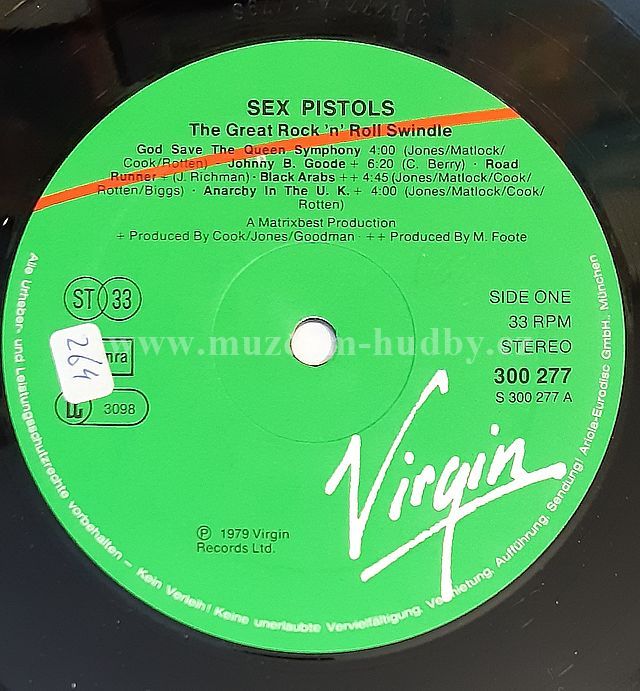 SEX PISTOLS
The Great Rock 'n' Roll Swindle
God Save The Queen Symphony 4:00 (Jones/Matlock/
Cook/Rotten) · Johnny B. Goode + 6:20 (C. Berry) · Road
Runner + (J. Richman) · Black Arabs ++ 4:45 (Jones/Matlock/Cook/
Rotten/Biggs) · Anarchy In The U. K. + 4:00 (Jones/Matlock/Cook/
Rotten)
A Matrixbest Production
+ Produced By Cook/Jones/Goodman · ++ Produced By M. Foote
ST 33
SIDE ONE
33 RPM
STEREO
300 277
S 300 277 A
264
LC 3098
Virgin
℗ 1979 Virgin
Records Ltd.
Alle Urheber- und Leistungsschutzrechte vorbehalten – Kein Verleih! Keine unerlaubte Vervielfältigung, Vermietung, Aufführung, Sendung! Ariola-Eurodisc GmbH., München